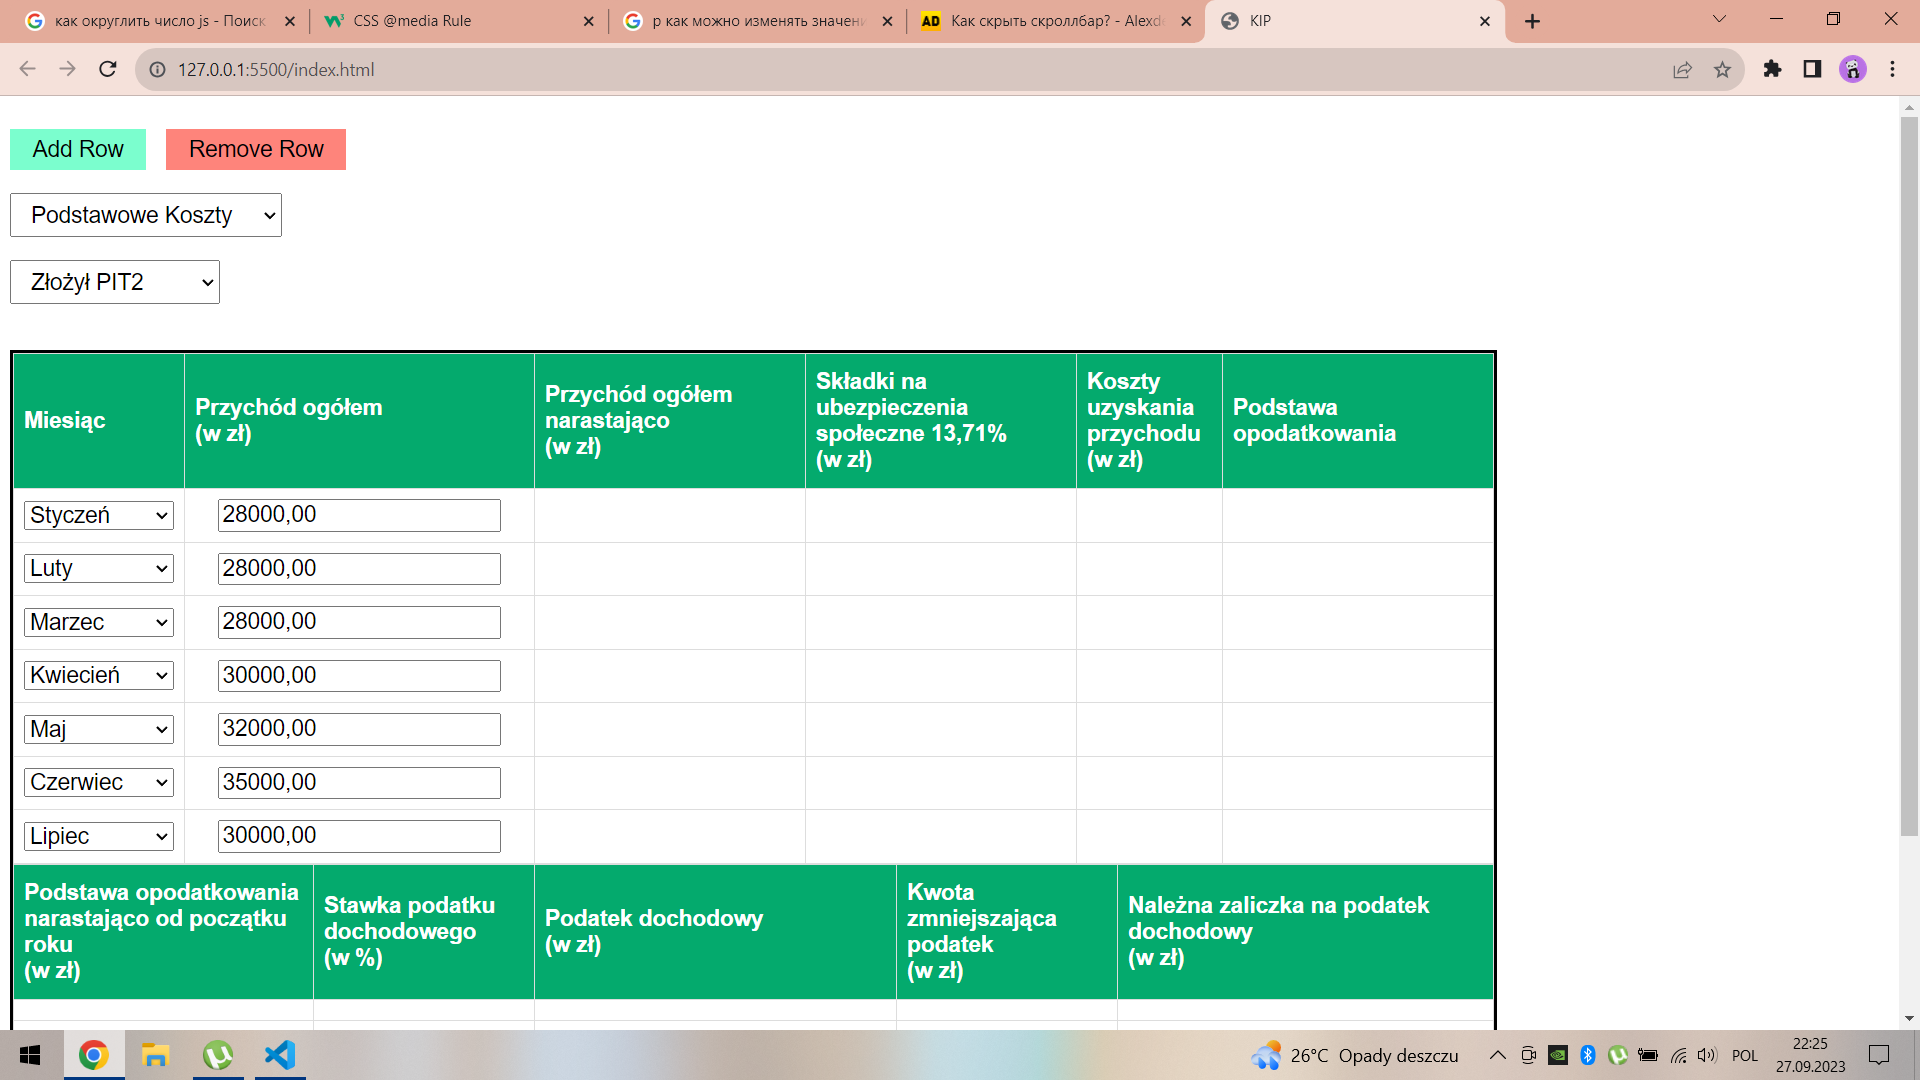 как округлить число js - Поиск
CSS @media Rule
р как можно изменять значени
AD
Как скрыть скроллбар? - Alexd
KIP
127.0.0.1:5500/index.html
Add Row
Remove Row
Podstawowe Koszty
Złożył PIT2
Miesiąc
Przychód ogółem
(w zł)
Przychód ogółem
narastająco
(w zł)
Składki na
ubezpieczenia
społeczne 13,71%
(w zł)
Koszty
uzyskania
przychodu
(w zł)
Podstawa
opodatkowania
Styczeń
28000,00
Luty
28000,00
Marzec
28000,00
Kwiecień
30000,00
Maj
32000,00
Czerwiec
35000,00
Lipiec
30000,00
Podstawa opodatkowania
narastająco od początku
roku
(w zł)
Stawka podatku
dochodowego
(w %)
Podatek dochodowy
(w zł)
Kwota
zmniejszająca
podatek
(w zł)
Należna zaliczka na podatek
dochodowy
(w zł)
26°C Opady deszczu
POL
22:25
27.09.2023